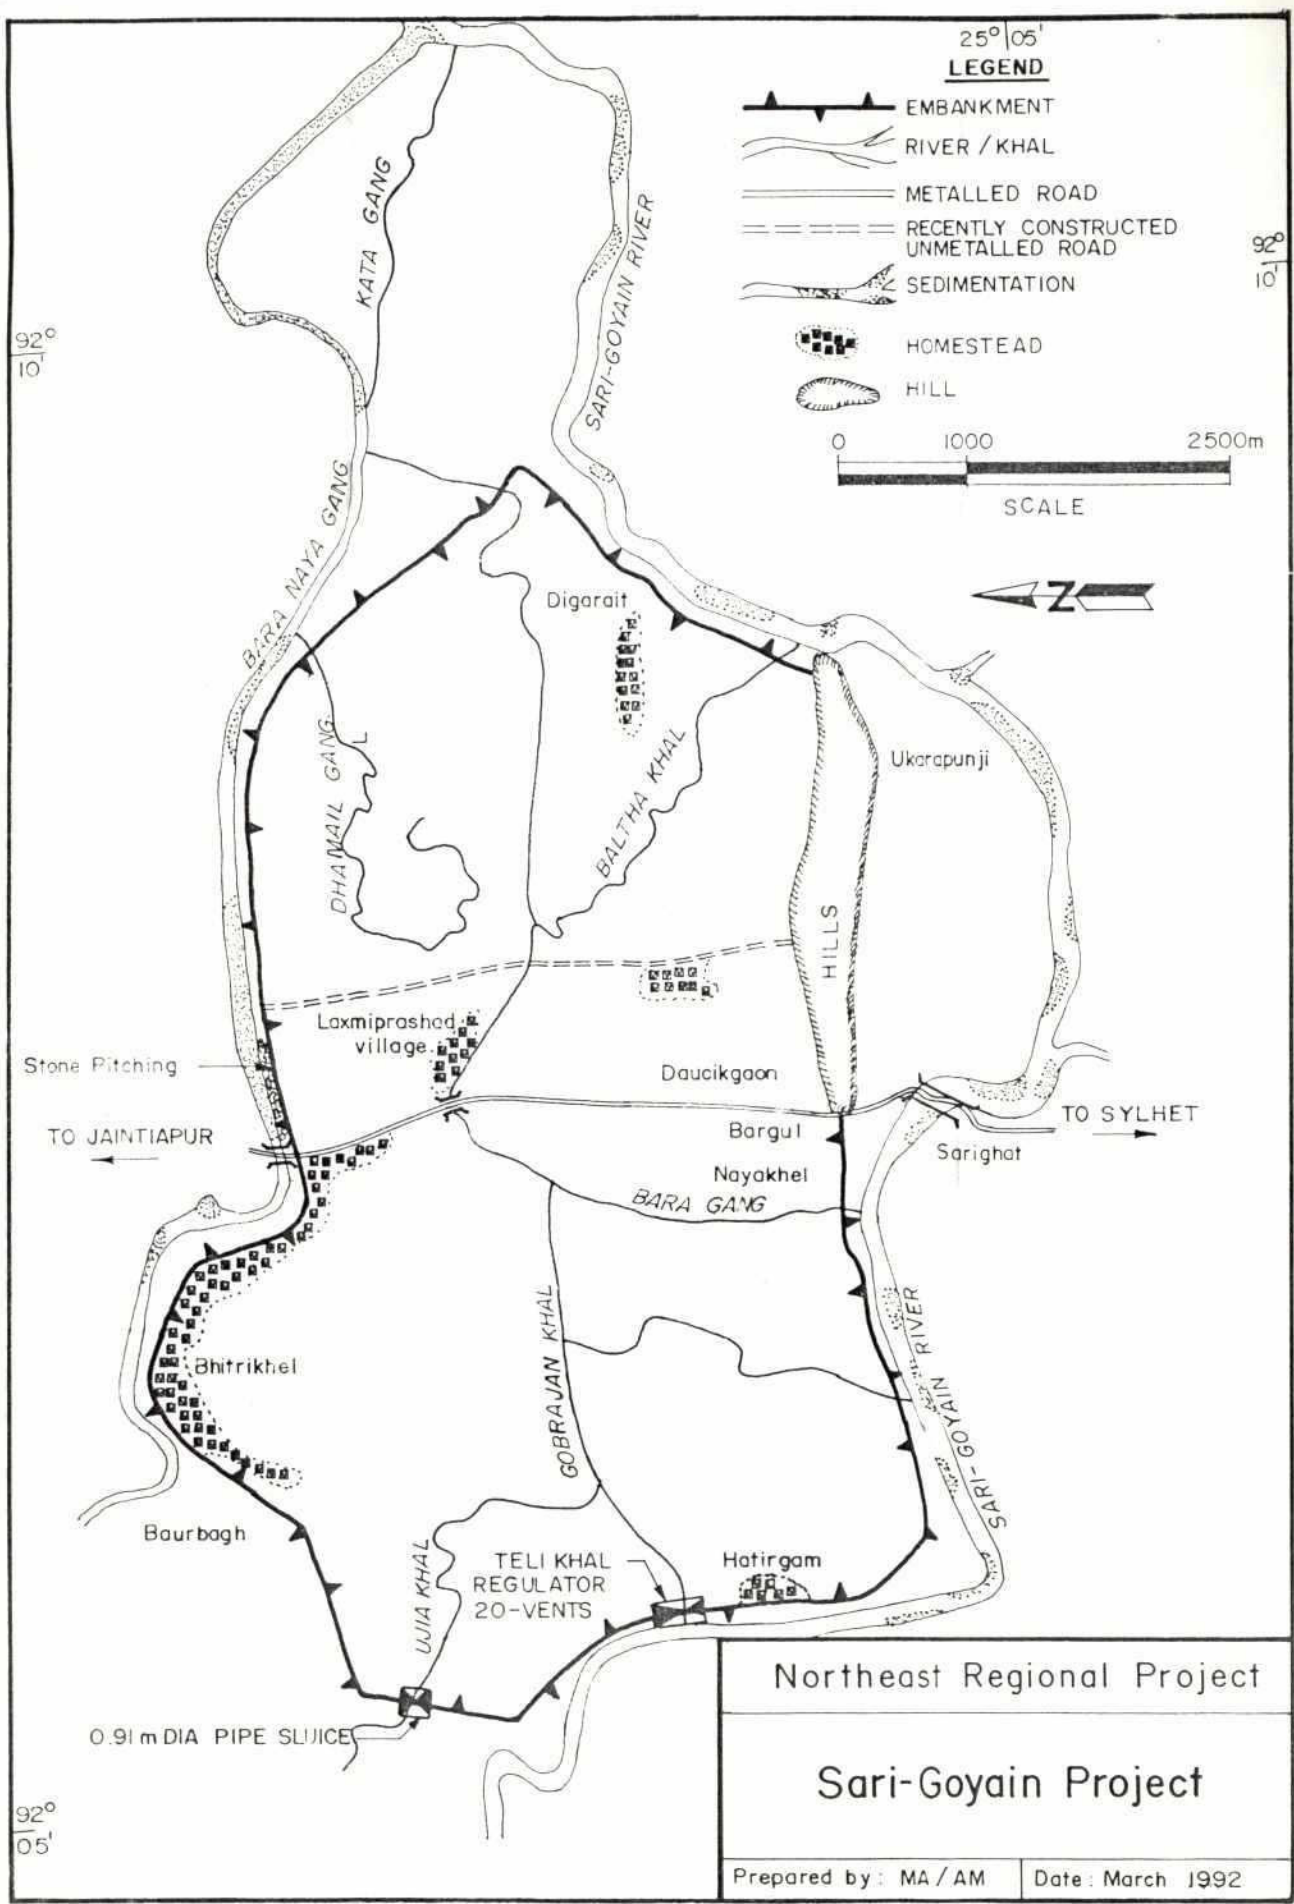 25° 05'
LEGEND
EMBANKMENT
RIVER / KHAL
METALLED ROAD
RECENTLY CONSTRUCTED
UNMETALLED ROAD
SEDIMENTATION
HOMESTEAD
HILL
92°
10'
92°
10'
0 1000 2500m
SCALE
Z
KATA GANG
SARI-GOYAIN RIVER
BARA NAYA GANG
Digarait
DHAMAIL GANG
BALTHA KHAL
Ukarapunji
HILLS
Laxmiprashad
village
Stone Pitching
Daucikgaon
TO JAINTIAPUR
TO SYLHET
Bargul
Sarighat
Nayakhel
BARA GANG
GOBRAJAN KHAL
SARI-GOYAIN RIVER
Bhitrikhel
Baurbagh
UJIA KHAL
TELI KHAL
REGULATOR
20-VENTS
Hatirgam
0.91 m DIA PIPE SLUICE
92°
05'
Northeast Regional Project
Sari-Goyain Project
Prepared by: MA / AM
Date: March 1992